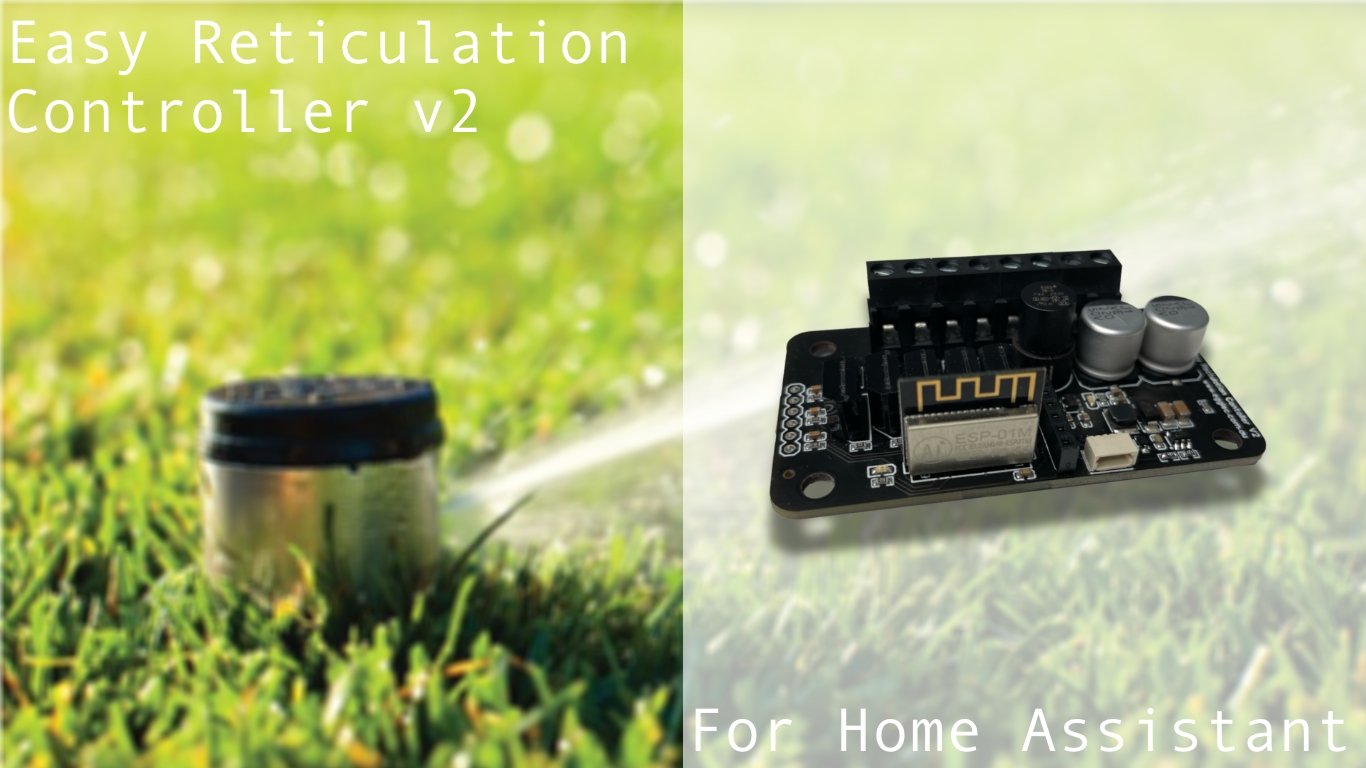 Easy Reticulation
Controller v2
ESP-01M
For Home Assistant